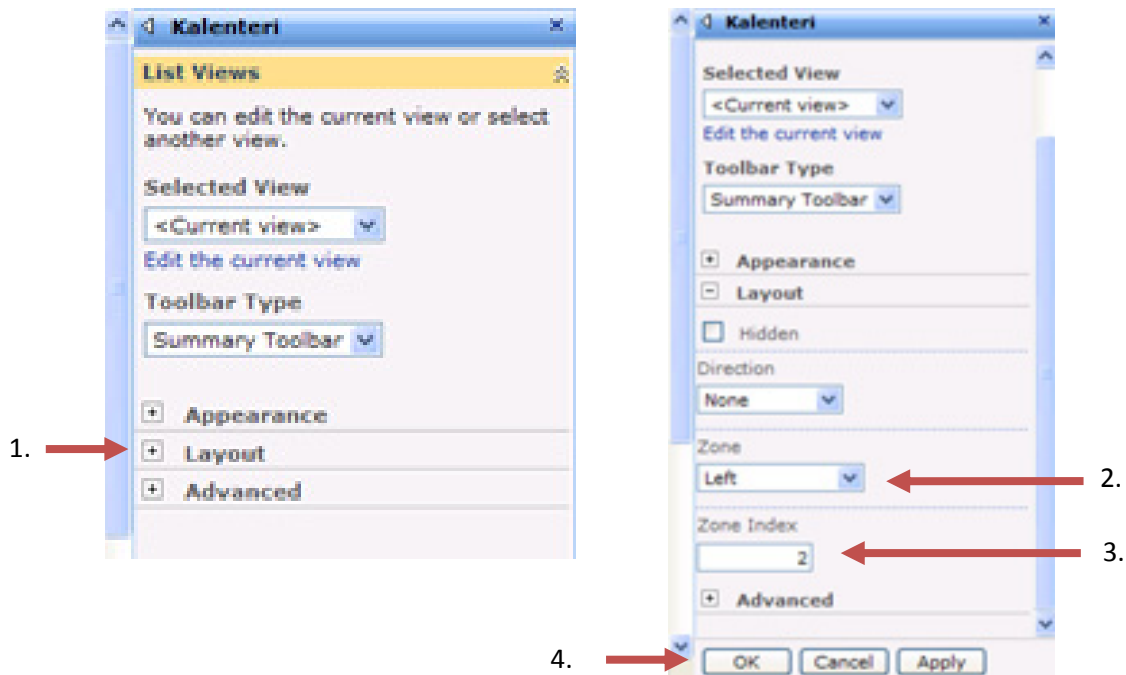 Kalenteri
List Views
You can edit the current view or select
another view.
Selected View
<Current view>
Edit the current view
Toolbar Type
Summary Toolbar
Appearance
1.
Layout
Advanced
Kalenteri
Selected View
<Current view>
Edit the current view
Toolbar Type
Summary Toolbar
Appearance
Layout
Hidden
Direction
None
Zone
Left
2.
Zone Index
2
3.
Advanced
4.
OK Cancel Apply